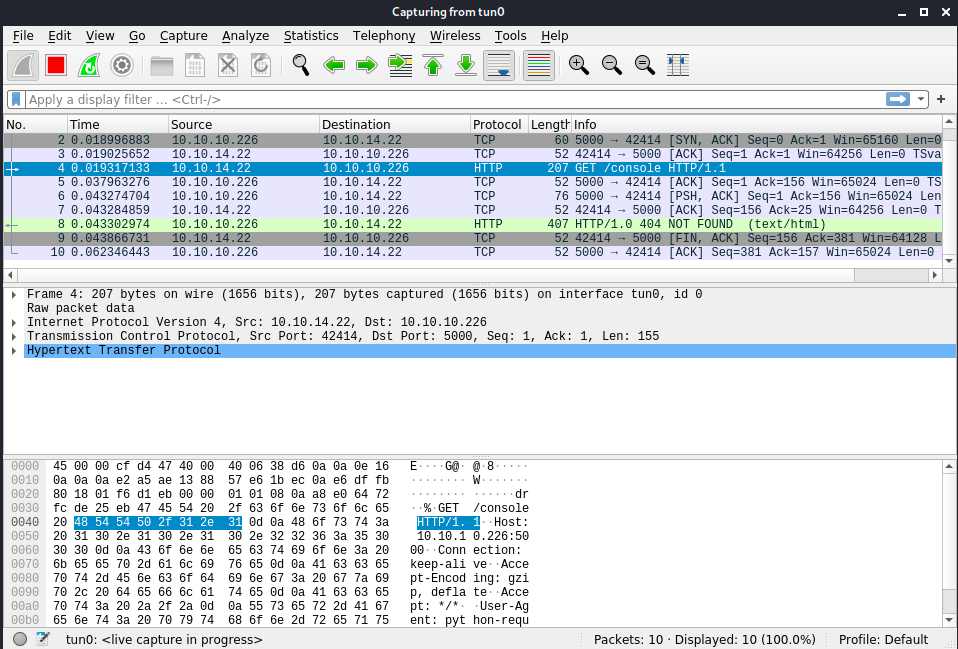 Capturing from tun0
File Edit View Go Capture Analyze Statistics Telephony Wireless Tools Help
Apply a display filter … <Ctrl-/>
No. Time Source Destination Protocol Length Info
2 0.018996883 10.10.10.226 10.10.14.22 TCP 60 5000 → 42414 [SYN, ACK] Seq=0 Ack=1 Win=65160 Len=0
3 0.019025652 10.10.14.22 10.10.10.226 TCP 52 42414 → 5000 [ACK] Seq=1 Ack=1 Win=64256 Len=0 TSva
4 0.019317133 10.10.14.22 10.10.10.226 HTTP 207 GET /console HTTP/1.1
5 0.037963276 10.10.10.226 10.10.14.22 TCP 52 5000 → 42414 [ACK] Seq=1 Ack=156 Win=65024 Len=0 TS
6 0.043274704 10.10.10.226 10.10.14.22 TCP 76 5000 → 42414 [PSH, ACK] Seq=1 Ack=156 Win=65024 Len
7 0.043284859 10.10.14.22 10.10.10.226 TCP 52 42414 → 5000 [ACK] Seq=156 Ack=25 Win=64256 Len=0 T
8 0.043302974 10.10.10.226 10.10.14.22 HTTP 407 HTTP/1.0 404 NOT FOUND (text/html)
9 0.043866731 10.10.14.22 10.10.10.226 TCP 52 42414 → 5000 [FIN, ACK] Seq=156 Ack=381 Win=64128 L
10 0.062346443 10.10.10.226 10.10.14.22 TCP 52 5000 → 42414 [ACK] Seq=381 Ack=157 Win=65024 Len=0
Frame 4: 207 bytes on wire (1656 bits), 207 bytes captured (1656 bits) on interface tun0, id 0
Raw packet data
Internet Protocol Version 4, Src: 10.10.14.22, Dst: 10.10.10.226
Transmission Control Protocol, Src Port: 42414, Dst Port: 5000, Seq: 1, Ack: 1, Len: 155
Hypertext Transfer Protocol
0000 45 00 00 cf d4 47 40 00 40 06 38 d6 0a 0a 0e 16 E····G@· @·8·····
0010 0a 0a 0a e2 a5 ae 13 88 57 e6 1b ec 0a e6 df fb ········ W·······
0020 80 18 01 f6 d1 eb 00 00 01 01 08 0a a8 e0 64 72 ········ ······dr
0030 fc de 25 eb 47 45 54 20 2f 63 6f 6e 73 6f 6c 65 ··%·GET /console
0040 20 48 54 54 50 2f 31 2e 31 0d 0a 48 6f 73 74 3a HTTP/1. 1··Host:
0050 20 31 30 2e 31 30 2e 31 30 2e 32 32 36 3a 35 30 10.10.1 0.226:50
0060 30 30 0d 0a 43 6f 6e 6e 65 63 74 69 6f 6e 3a 20 00··Conn ection:
0070 6b 65 65 70 2d 61 6c 69 76 65 0d 0a 41 63 63 65 keep-ali ve··Acce
0080 70 74 2d 45 6e 63 6f 64 69 6e 67 3a 20 67 7a 69 pt-Encod ing: gzi
0090 70 2c 20 64 65 66 6c 61 74 65 0d 0a 41 63 63 65 p, defla te··Acce
00a0 70 74 3a 20 2a 2f 2a 0d 0a 55 73 65 72 2d 41 67 pt: */*· ·User-Ag
00b0 65 6e 74 3a 20 70 79 74 68 6f 6e 2d 72 65 71 75 ent: pyt hon-requ
tun0: <live capture in progress> Packets: 10 · Displayed: 10 (100.0%) Profile: Default